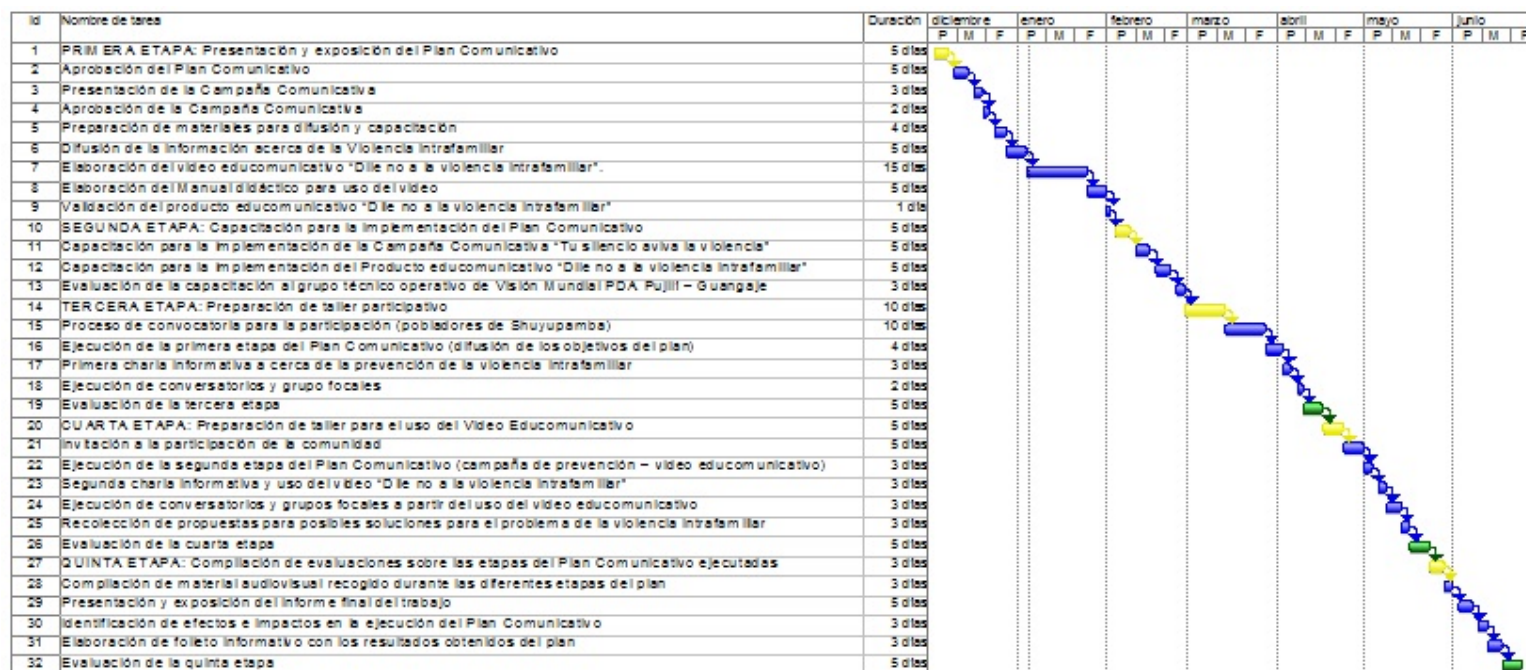 Id Nombre de tarea Duración diciembre enero febrero marzo abril mayo junio
P M F P M F P M F P M F P M F P M F P M F
1 PRIMERA ETAPA: Presentación y exposición del Plan Comunicativo 5 días
2 Aprobación del Plan Comunicativo 5 días
3 Presentación de la Campaña Comunicativa 3 días
4 Aprobación de la Campaña Comunicativa 2 días
5 Preparación de materiales para difusión y capacitación 4 días
6 Difusión de la información acerca de la Violencia Intrafamiliar 5 días
7 Elaboración del video educomunicativo "Dile no a la violencia intrafamiliar". 15 días
8 Elaboración del Manual didáctico para uso del video 5 días
9 Validación del producto educomunicativo "Dile no a la violencia intrafamiliar" 1 día
10 SEGUNDA ETAPA: Capacitación para la implementación del Plan Comunicativo 5 días
11 Capacitación para la implementación de la Campaña Comunicativa "Tu silencio aviva la violencia" 5 días
12 Capacitación para la implementación del Producto educomunicativo "Dile no a la violencia intrafamiliar" 5 días
13 Evaluación de la capacitación al grupo técnico operativo de Visión Mundial PDA Pujilí – Guangaje 3 días
14 TERCERA ETAPA: Preparación de taller participativo 10 días
15 Proceso de convocatoria para la participación (pobladores de Shuyupamba) 10 días
16 Ejecución de la primera etapa del Plan Comunicativo (difusión de los objetivos del plan) 4 días
17 Primera charla informativa a cerca de la prevención de la violencia intrafamiliar 3 días
18 Ejecución de conversatorios y grupo focales 2 días
19 Evaluación de la tercera etapa 5 días
20 CUARTA ETAPA: Preparación de taller para el uso del Video Educomunicativo 5 días
21 Invitación a la participación de la comunidad 5 días
22 Ejecución de la segunda etapa del Plan Comunicativo (campaña de prevención – video educomunicativo) 3 días
23 Segunda charla informativa y uso del video "Dile no a la violencia intrafamiliar" 3 días
24 Ejecución de conversatorios y grupos focales a partir del uso del video educomunicativo 3 días
25 Recolección de propuestas para posibles soluciones para el problema de la violencia intrafamiliar 3 días
26 Evaluación de la cuarta etapa 5 días
27 QUINTA ETAPA: Compilación de evaluaciones sobre las etapas del Plan Comunicativo ejecutadas 3 días
28 Compilación de material audiovisual recogido durante las diferentes etapas del plan 3 días
29 Presentación y exposición del informe final del trabajo 5 días
30 Identificación de efectos e impactos en la ejecución del Plan Comunicativo 3 días
31 Elaboración de folleto informativo con los resultados obtenidos del plan 3 días
32 Evaluación de la quinta etapa 5 días